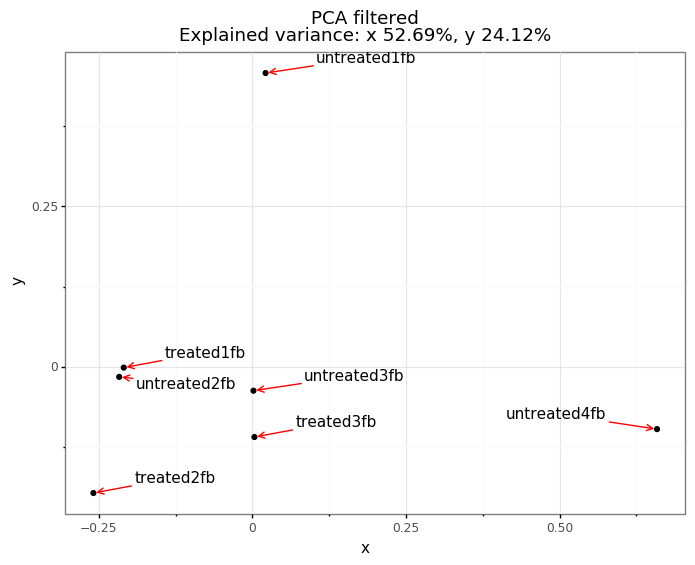 PCA filtered
Explained variance: x 52.69%, y 24.12%
untreated1fb
0.25
y
treated1fb
0
untreated3fb
untreated2fb
untreated4fb
treated3fb
treated2fb
−0.25
0
0.25
0.50
x